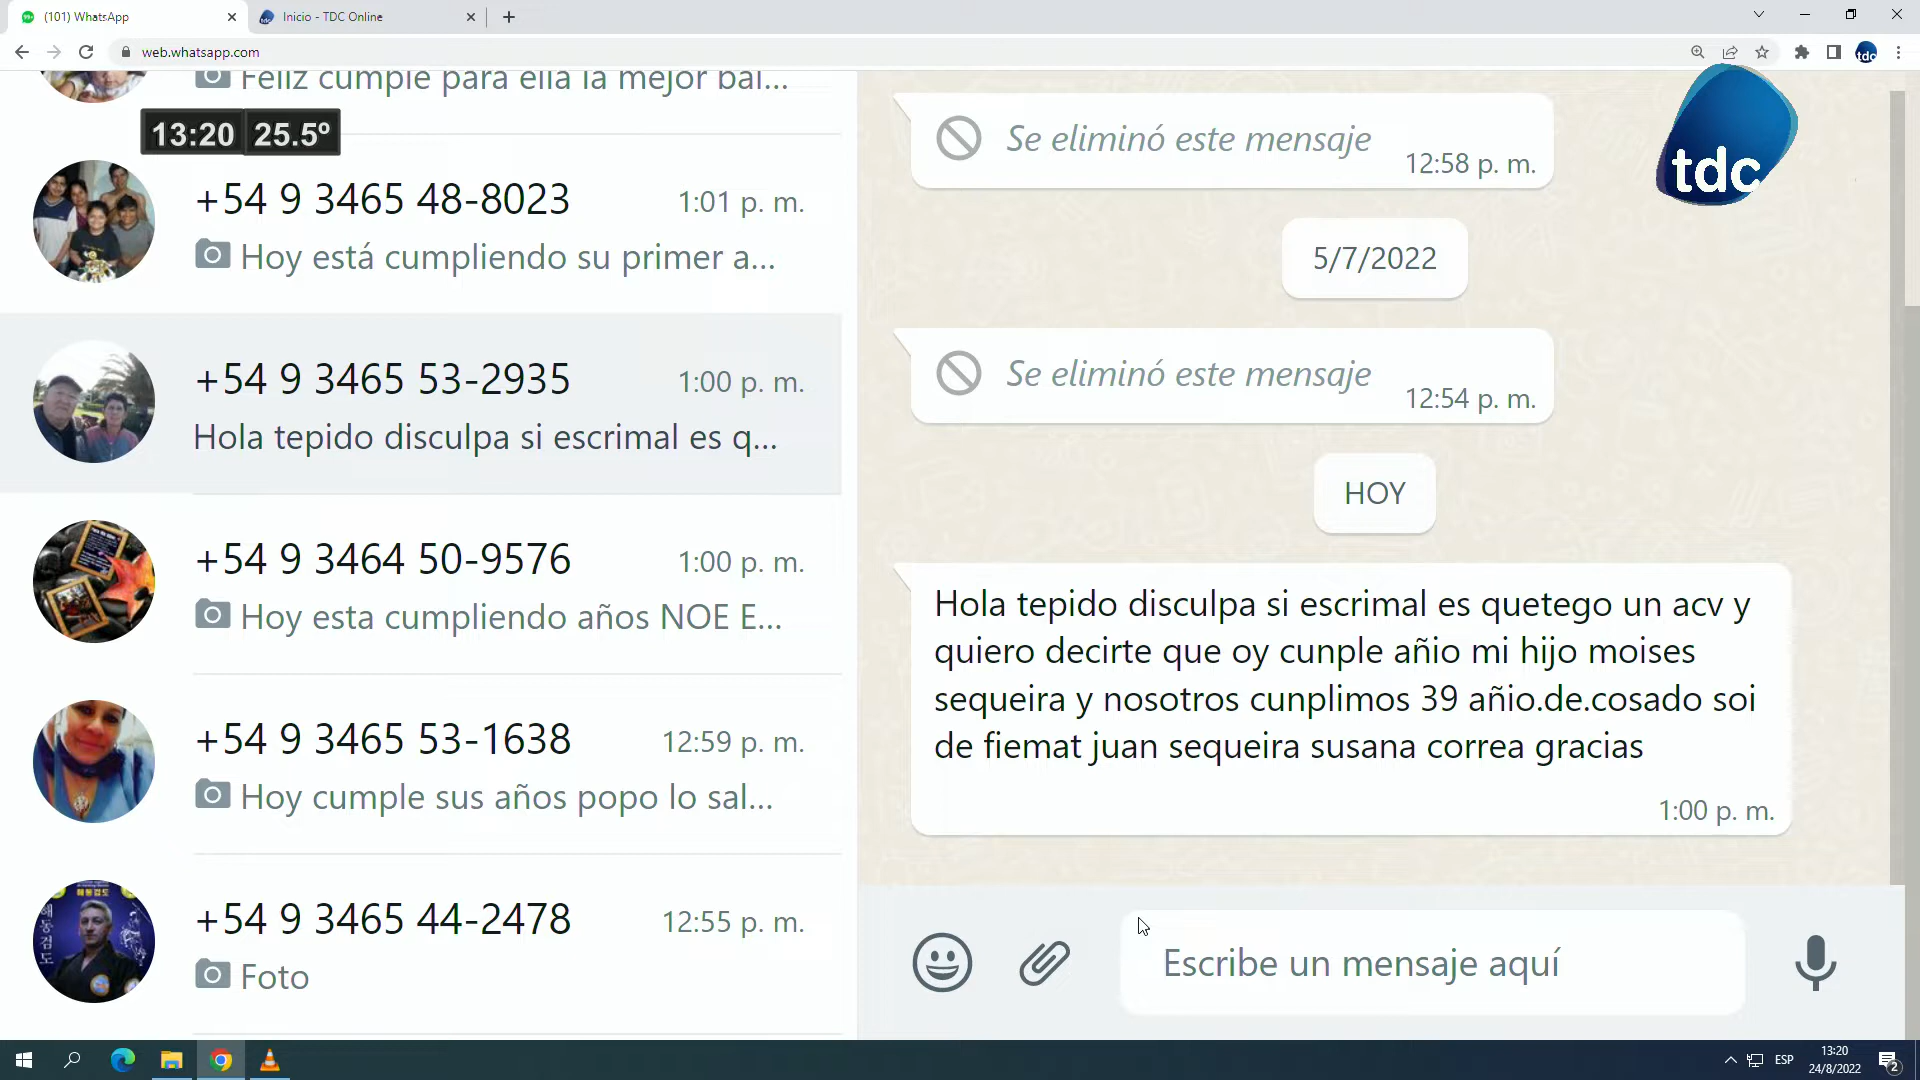 (101) WhatsApp
Inicio - TDC Online
web.whatsapp.com
tdc
Feliz cumple para ella la mejor bai...
13:20 25.5º
+54 9 3465 48-8023 1:01 p. m.
Hoy está cumpliendo su primer a...
+54 9 3465 53-2935 1:00 p. m.
Hola tepido disculpa si escrimal es q...
+54 9 3464 50-9576 1:00 p. m.
Hoy esta cumpliendo años NOE E...
+54 9 3465 53-1638 12:59 p. m.
Hoy cumple sus años popo lo sal...
+54 9 3465 44-2478 12:55 p. m.
Foto
Se eliminó este mensaje
12:58 p. m.
tdc
5/7/2022
Se eliminó este mensaje
12:54 p. m.
HOY
Hola tepido disculpa si escrimal es quetego un acv y
quiero decirte que oy cunple añio mi hijo moises
sequeira y nosotros cunplimos 39 añio.de.cosado soi
de fiemat juan sequeira susana correa gracias
1:00 p. m.
Escribe un mensaje aquí
ESP
13:20
24/8/2022
2